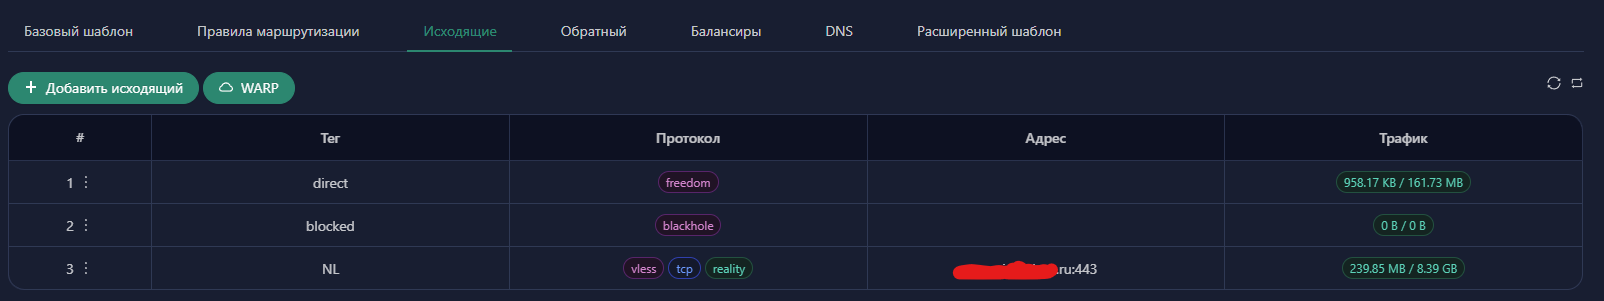 Базовый шаблон Правила маршрутизации Исходящие Обратный Балансиры DNS Расширенный шаблон
+ Добавить исходящий WARP
# Тег Протокол Адрес Трафик
1 direct freedom 958.17 KB / 161.73 MB
2 blocked blackhole 0 B / 0 B
3 NL vless tcp reality .ru:443 239.85 MB / 8.39 GB